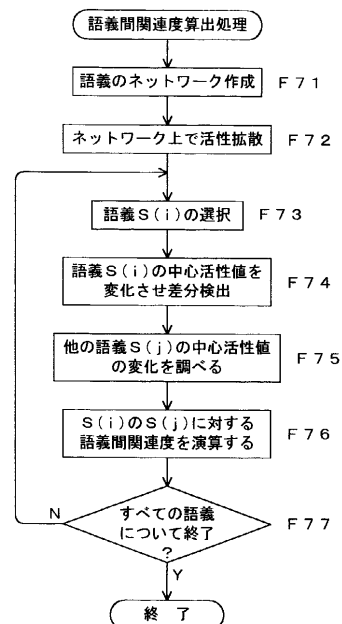 語義間関連度算出処理
語義のネットワーク作成 F71
ネットワーク上で活性拡散 F72
語義S(i)の選択 F73
語義S(i)の中心活性値を
変化させ差分検出 F74
他の語義S(j)の中心活性値
の変化を調べる F75
S(i)のS(j)に対する
語義間関連度を演算する F76
N
すべての語義
について終了
? F77
Y
終 了